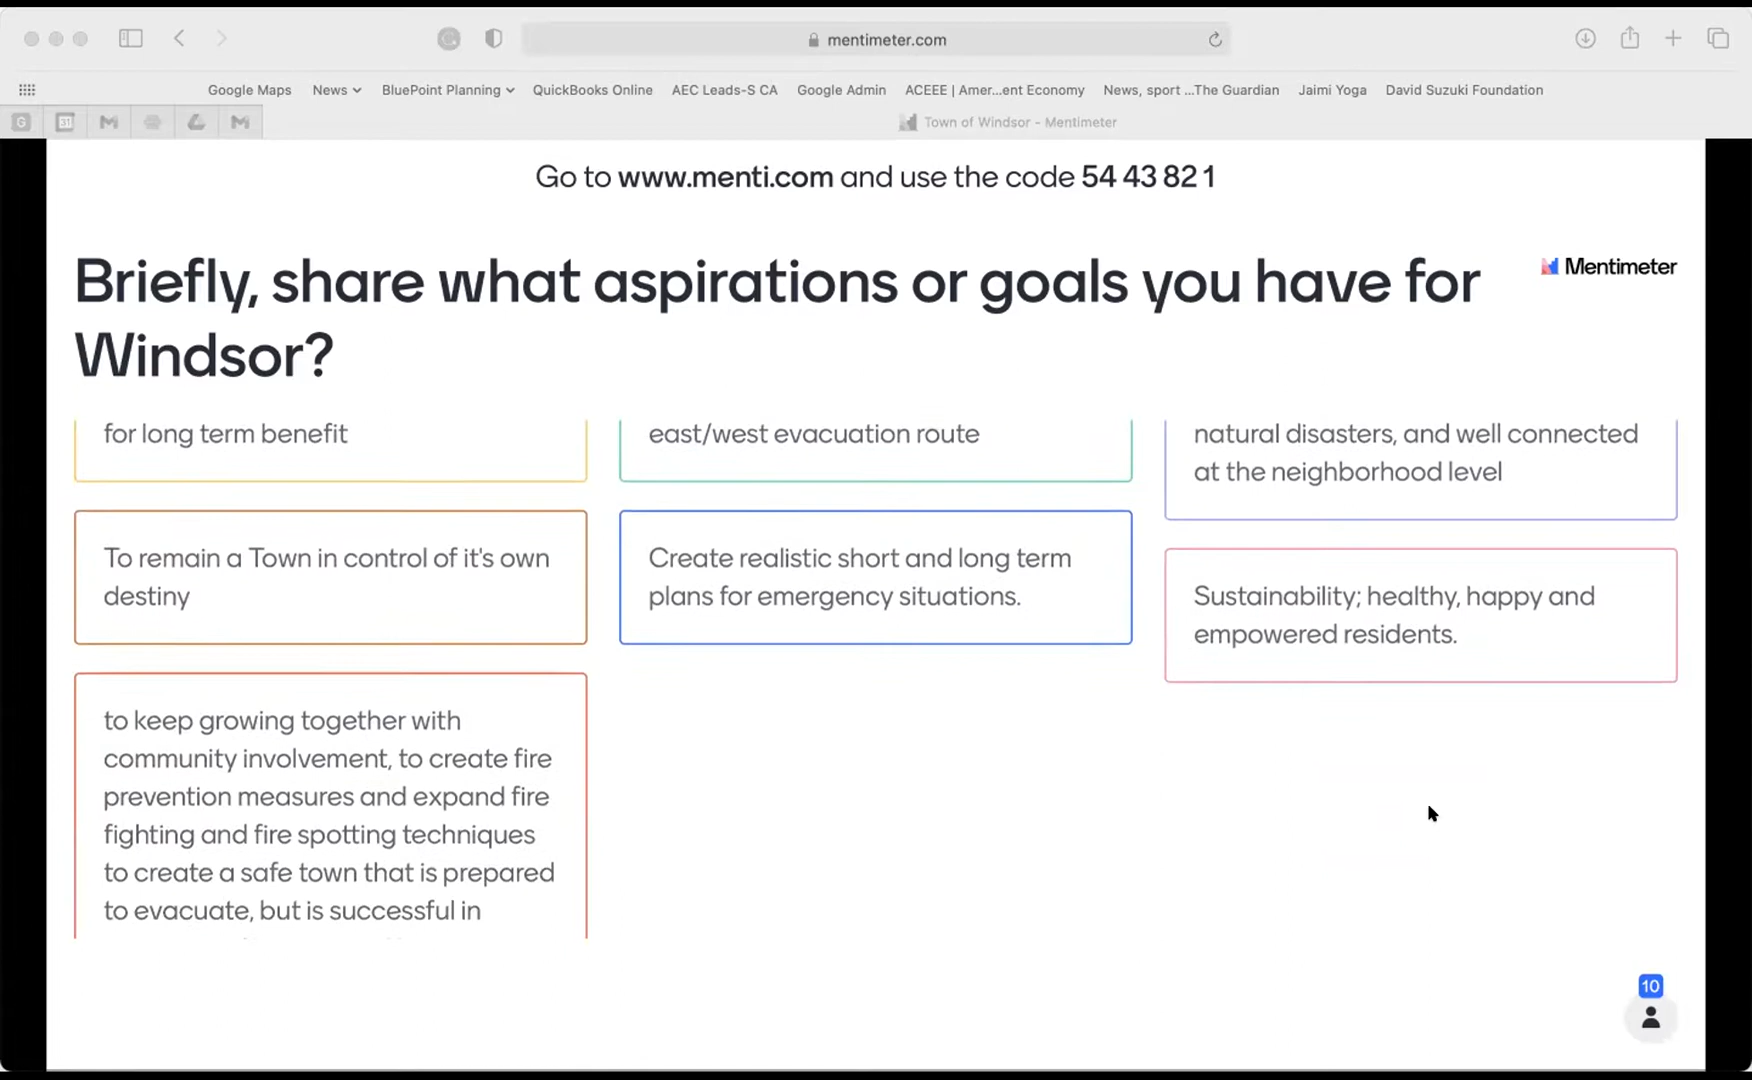 mentimeter.com
Google Maps News BluePoint Planning QuickBooks Online AEC Leads-S CA Google Admin ACEEE | Amer...ent Economy News, sport ...The Guardian Jaimi Yoga David Suzuki Foundation
G 31 Town of Windsor - Mentimeter
Go to www.menti.com and use the code 54 43 82 1
Briefly, share what aspirations or goals you have for
Windsor?
Mentimeter
for long term benefit
east/west evacuation route
natural disasters, and well connected
at the neighborhood level
To remain a Town in control of it's own
destiny
Create realistic short and long term
plans for emergency situations.
Sustainability; healthy, happy and
empowered residents.
to keep growing together with
community involvement, to create fire
prevention measures and expand fire
fighting and fire spotting techniques
to create a safe town that is prepared
to evacuate, but is successful in
10